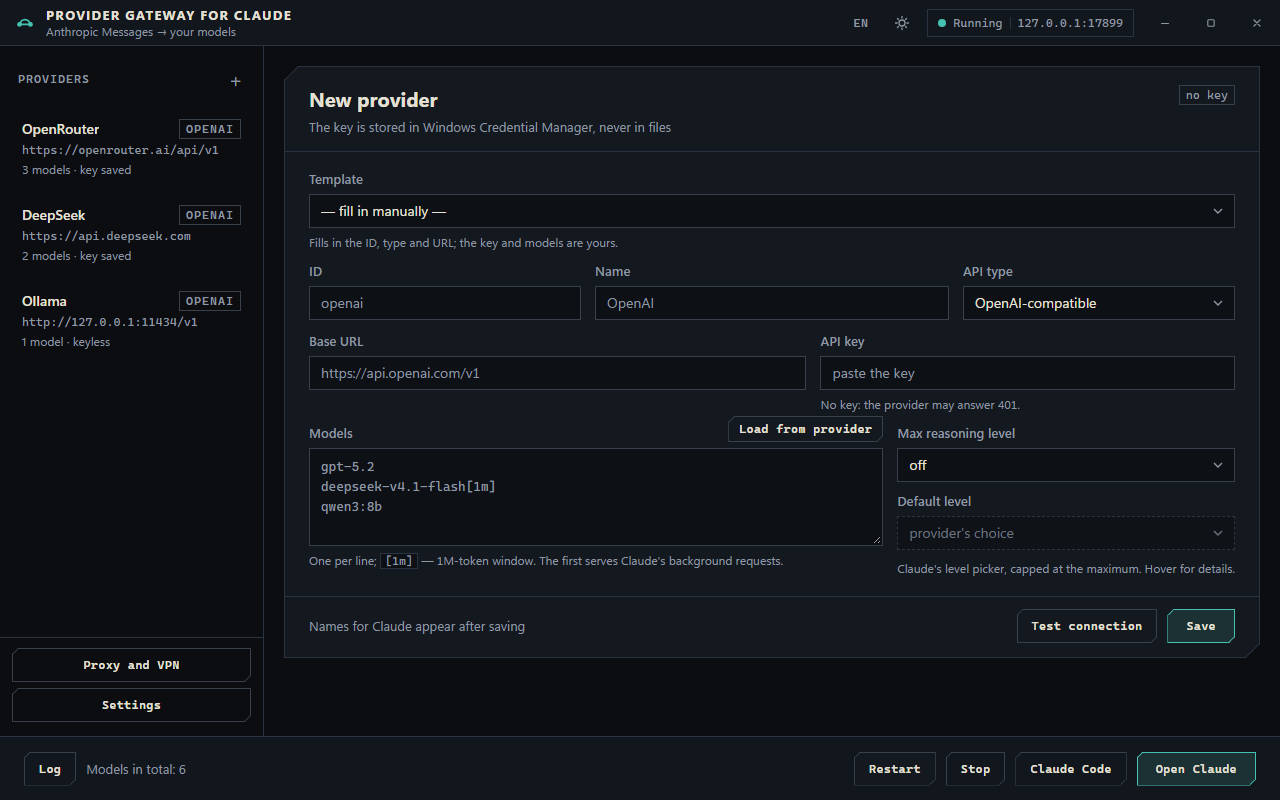 PROVIDER GATEWAY FOR CLAUDE
Anthropic Messages → your models
EN
Running
127.0.0.1:17899
PROVIDERS
+
OpenRouter
OPENAI
https://openrouter.ai/api/v1
3 models · key saved
DeepSeek
OPENAI
https://api.deepseek.com
2 models · key saved
Ollama
OPENAI
http://127.0.0.1:11434/v1
1 model · keyless
Proxy and VPN
Settings
New provider
no key
The key is stored in Windows Credential Manager, never in files
Template
— fill in manually —
Fills in the ID, type and URL; the key and models are yours.
ID
Name
API type
openai
OpenAI
OpenAI-compatible
Base URL
API key
https://api.openai.com/v1
paste the key
No key: the provider may answer 401.
Models
Load from provider
gpt-5.2
deepseek-v4.1-flash[1m]
qwen3:8b
One per line; [1m] — 1M-token window. The first serves Claude's background requests.
Max reasoning level
off
Default level
provider's choice
Claude's level picker, capped at the maximum. Hover for details.
Names for Claude appear after saving
Test connection
Save
Log
Models in total: 6
Restart
Stop
Claude Code
Open Claude